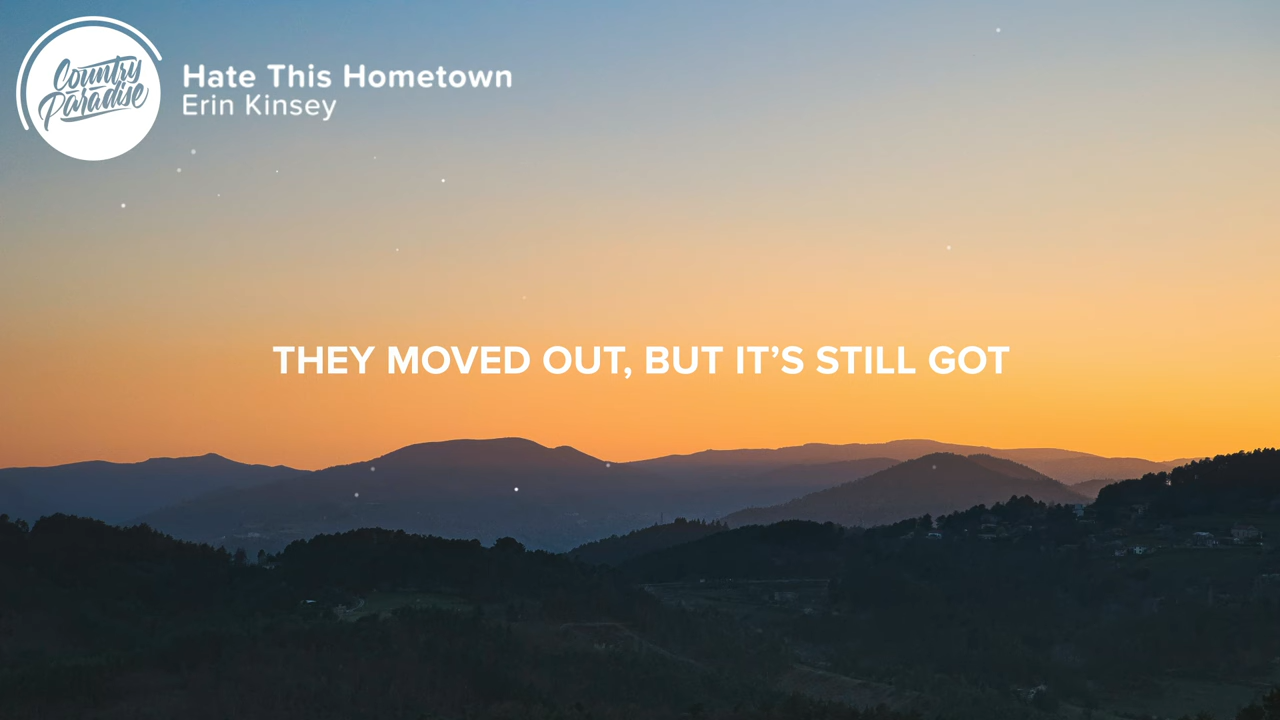 Country
Paradise
Hate This Hometown
Erin Kinsey
THEY MOVED OUT, BUT IT’S STILL GOT